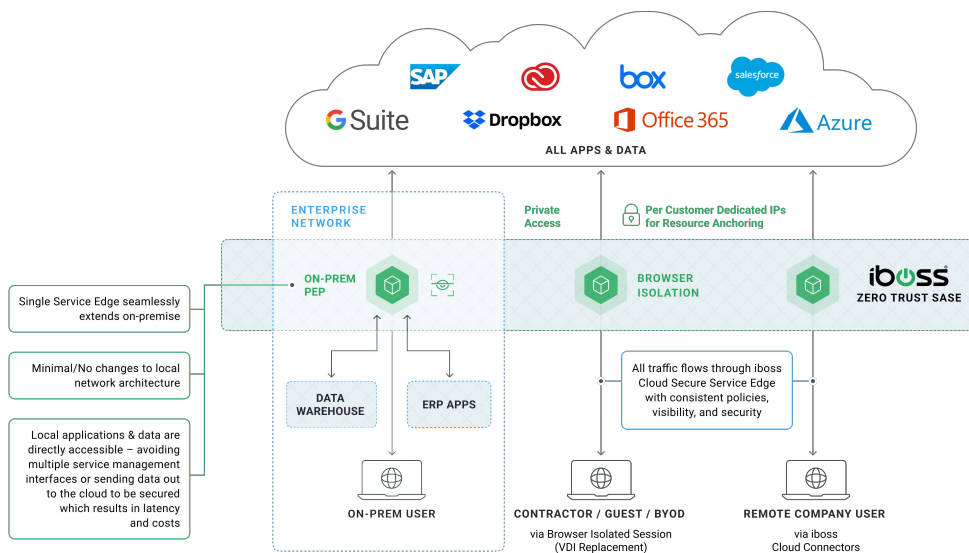 SAP
box
salesforce
G Suite
Dropbox
Office 365
Azure
ALL APPS & DATA
ENTERPRISE
NETWORK
Private
Access
Per Customer Dedicated IPs
for Resource Anchoring
ON-PREM
PEP
BROWSER
ISOLATION
iboss
ZERO TRUST SASE
Single Service Edge seamlessly
extends on-premise
Minimal/No changes to local
network architecture
Local applications & data are
directly accessible – avoiding
multiple service management
interfaces or sending data out
to the cloud to be secured
which results in latency
and costs
DATA
WAREHOUSE
ERP APPS
All traffic flows through iboss
Cloud Secure Service Edge
with consistent policies,
visibility, and security
ON-PREM USER
CONTRACTOR / GUEST / BYOD
via Browser Isolated Session
(VDI Replacement)
REMOTE COMPANY USER
via iboss
Cloud Connectors